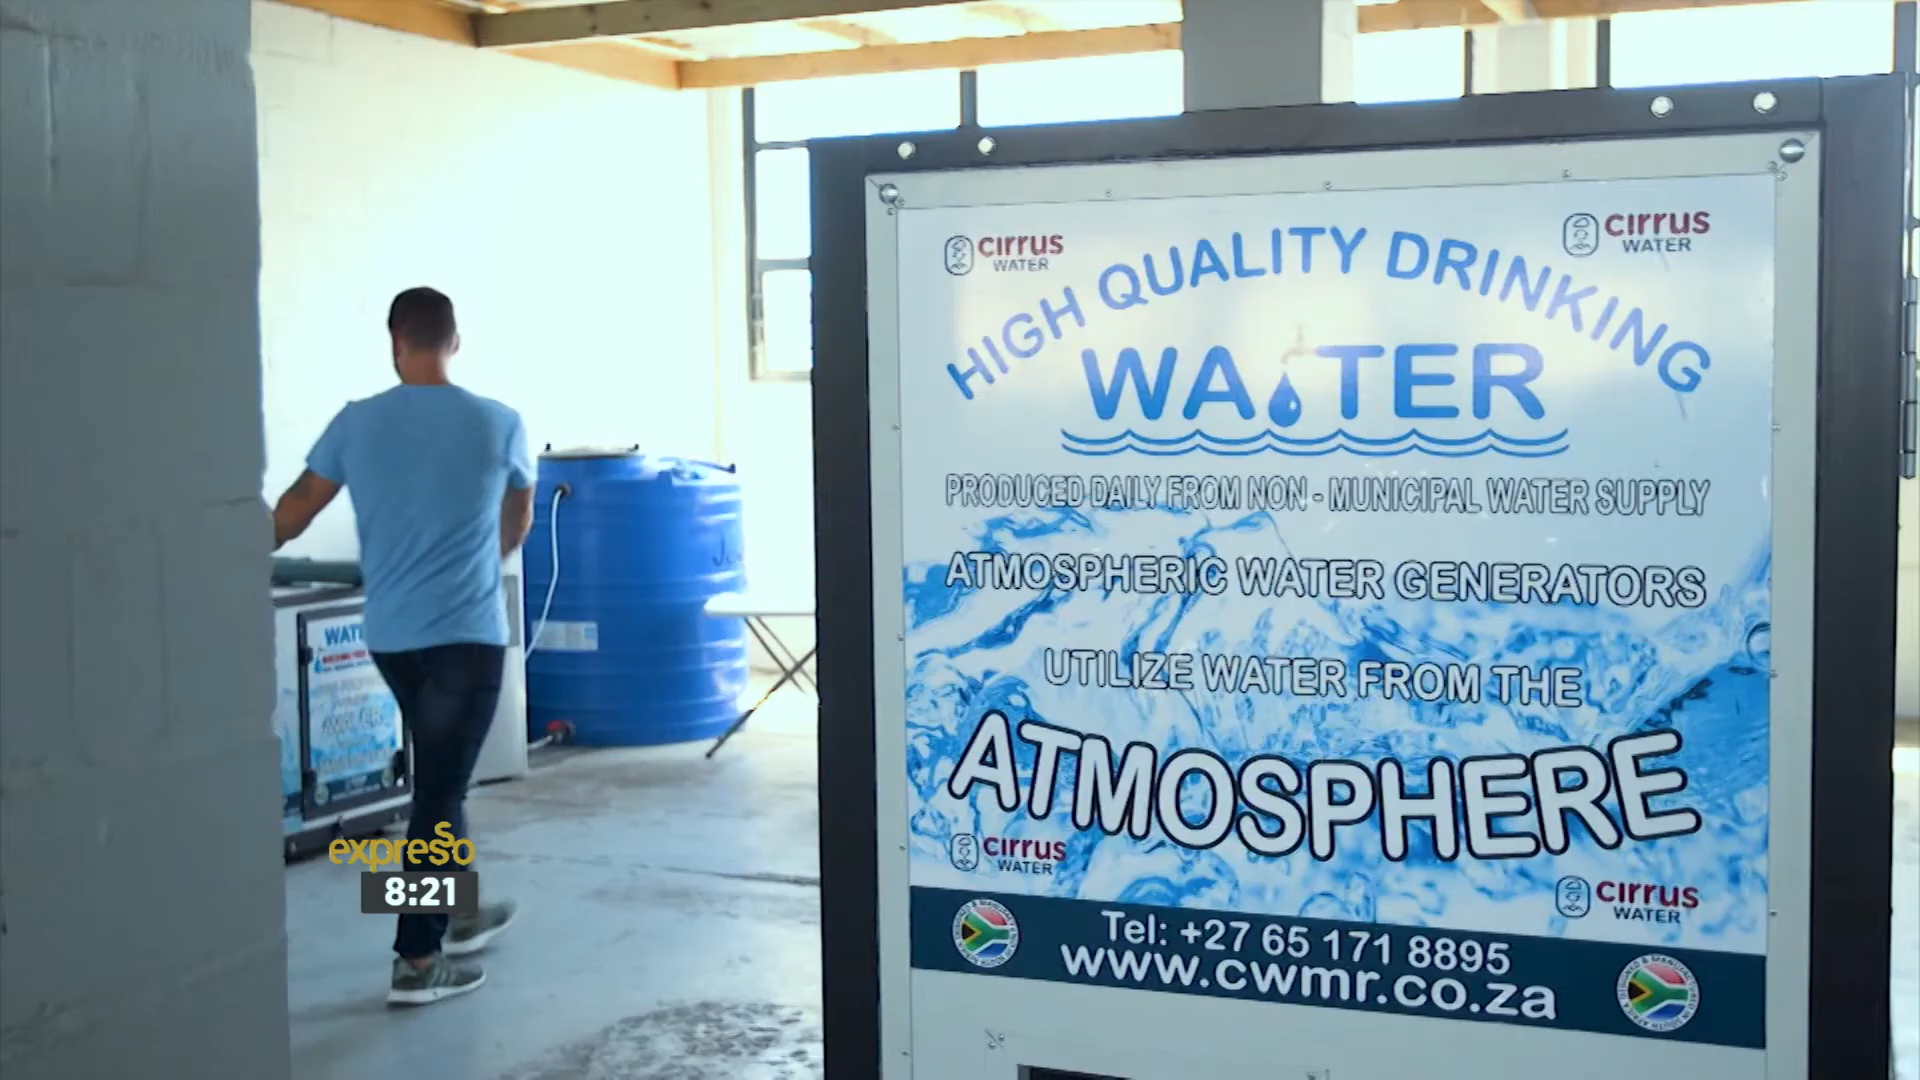 CIRRUS
WATER
CIRRUS
WATER
HIGH QUALITY DRINKING
WATER
PRODUCED DAILY FROM NON - MUNICIPAL WATER SUPPLY
ATMOSPHERIC WATER GENERATORS
UTILIZE WATER FROM THE
ATMOSPHERE
CIRRUS
WATER
CIRRUS
WATER
Tel: +27 65 171 8895
www.cwmr.co.za
expresso
8:21